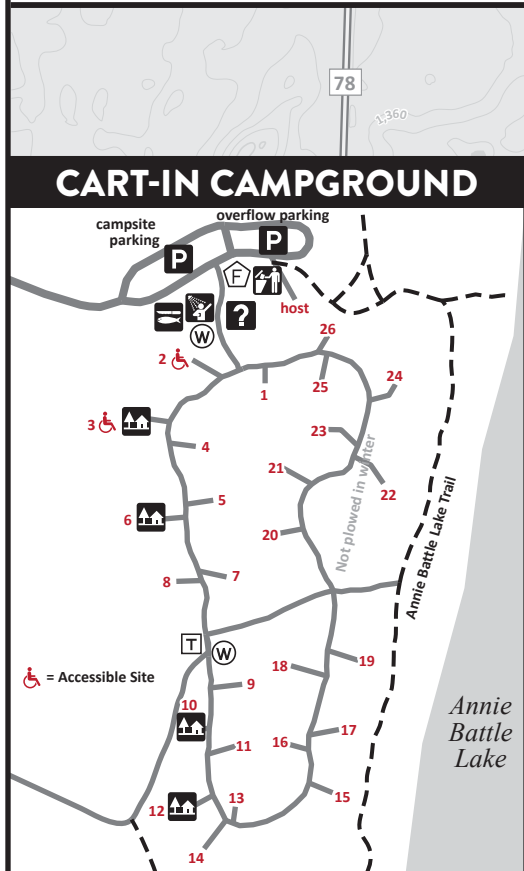 78
1,360
CART-IN CAMPGROUND
overflow parking
campsite
parking
P
P
F
host
?
W
26
2
1
25
24
3
4
23
21
22
Not plowed in winter
5
6
20
Annie Battle Lake Trail
7
8
T
W
18
19
9
= Accessible Site
10
Annie
Battle
Lake
17
16
11
15
13
12
14